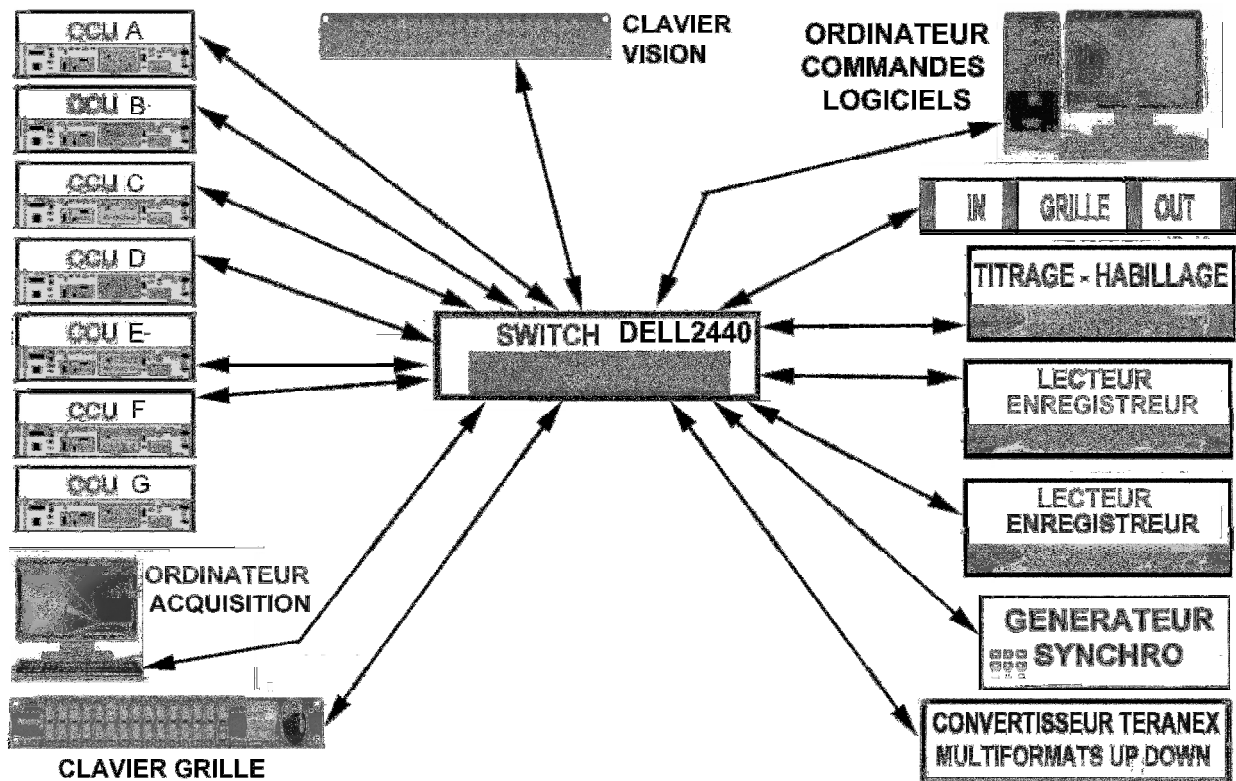 CCU A
CCU B-
CCU C
CCU D
CCU E-
CCU F
CCU G
CLAVIER
VISION
ORDINATEUR
COMMANDES
LOGICIELS
IN GRILLE OUT
TITRAGE - HABILLAGE
SWITCH DELL2440
LECTEUR
ENREGISTREUR
LECTEUR
ENREGISTREUR
ORDINATEUR
ACQUISITION
GENERATEUR
SYNCHRO
CONVERTISSEUR TERANEX
MULTIFORMATS UP DOWN
CLAVIER GRILLE